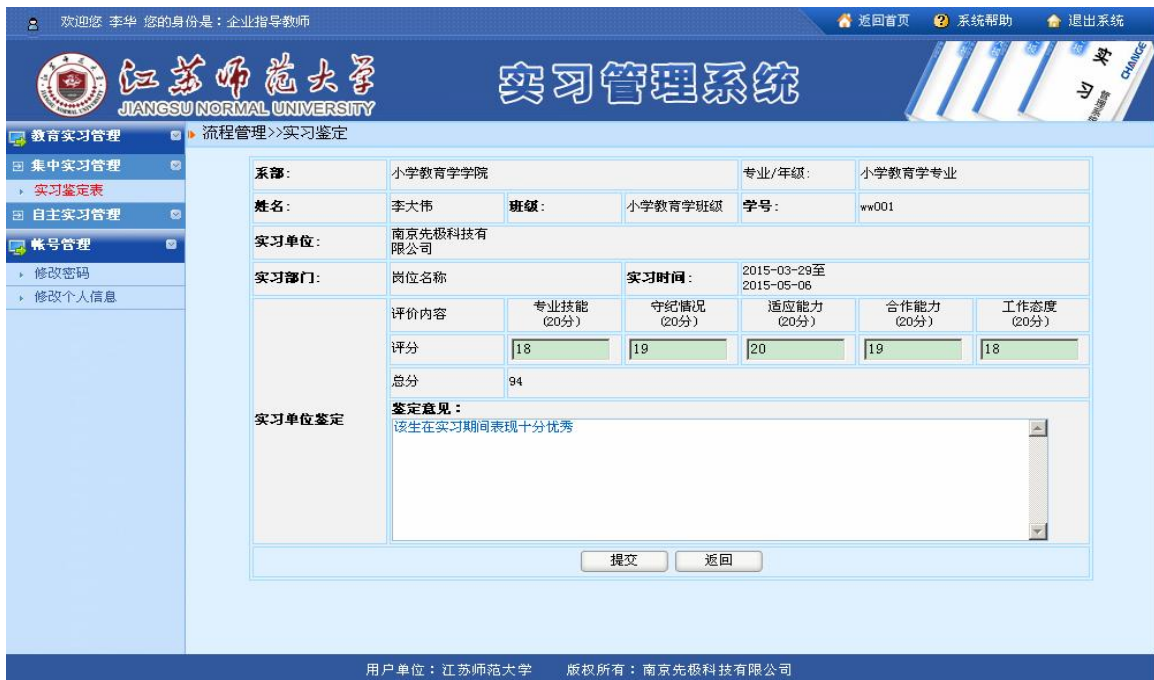 欢迎您 李华 您的身份是：企业指导教师
返回首页 系统帮助 退出系统
江苏师范大学
JIANGSU NORMAL UNIVERSITY
实习管理系统
实习
管理系统
CHANGE
教育实习管理
集中实习管理
实习鉴定表
自主实习管理
帐号管理
修改密码
修改个人信息
流程管理>>实习鉴定
系部: 小学教育学学院 专业/年级: 小学教育学专业
姓名: 李大伟 班级: 小学教育学班级 学号: ww001
实习单位: 南京先极科技有
限公司
实习部门: 岗位名称 实习时间: 2015-03-29至
2015-05-06
实习单位鉴定
评价内容 专业技能 守纪情况 适应能力 合作能力 工作态度
(20分) (20分) (20分) (20分) (20分)
评分 18 19 20 19 18
总分 94
鉴定意见：
该生在实习期间表现十分优秀
提交 返回
用户单位：江苏师范大学 版权所有：南京先极科技有限公司